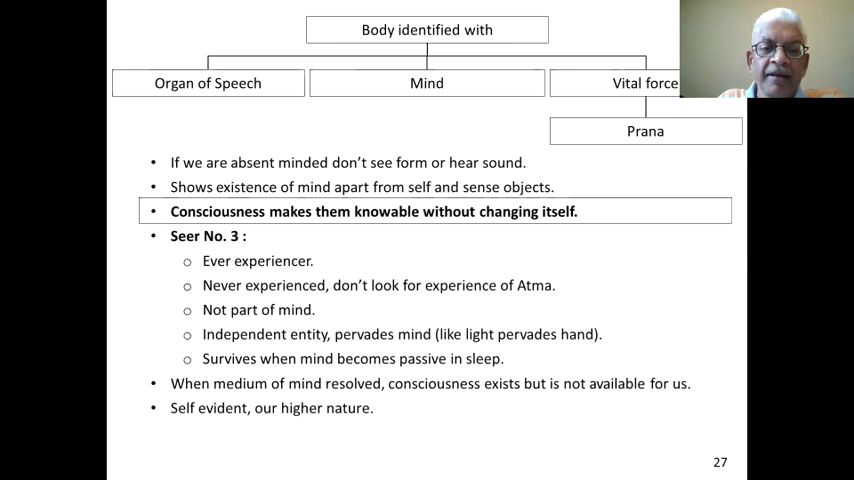 Body identified with
Organ of Speech
Mind
Vital force
Prana
• If we are absent minded don’t see form or hear sound.
• Shows existence of mind apart from self and sense objects.
• Consciousness makes them knowable without changing itself.
• Seer No. 3 :
o Ever experiencer.
o Never experienced, don’t look for experience of Atma.
o Not part of mind.
o Independent entity, pervades mind (like light pervades hand).
o Survives when mind becomes passive in sleep.
• When medium of mind resolved, consciousness exists but is not available for us.
• Self evident, our higher nature.
27